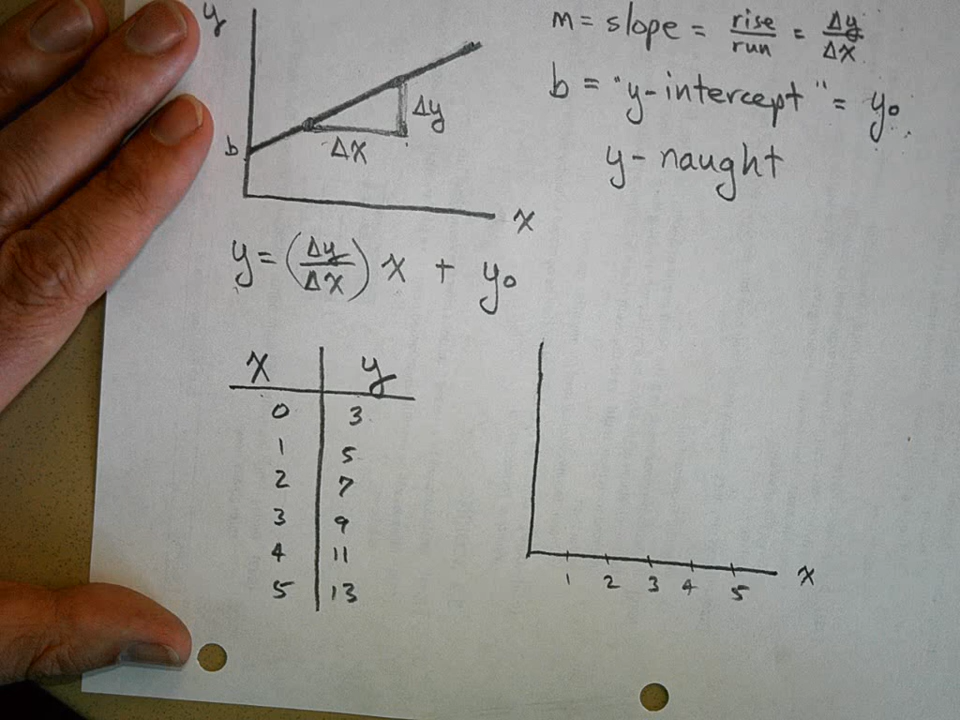 y
m = slope = rise/run = Δy/Δx
b = "y-intercept" = y₀
y-naught
b
Δx
Δy
x
y = (Δy/Δx) x + y₀
x y
0 3
1 5
2 7
3 9
4 11
5 13
1 2 3 4 5 x